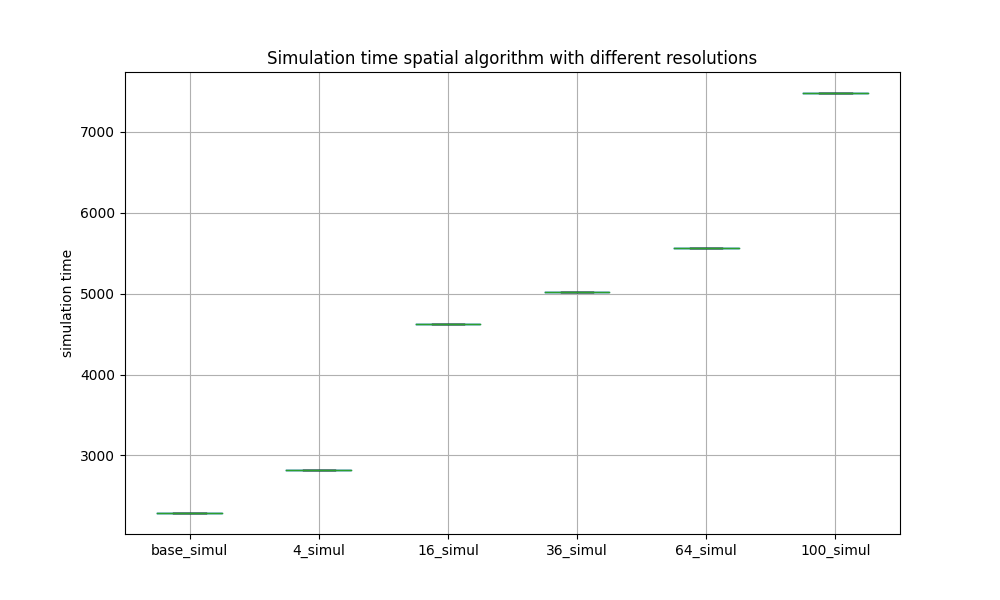 Simulation time spatial algorithm with different resolutions
simulation time
7000
6000
5000
4000
3000
base_simul
4_simul
16_simul
36_simul
64_simul
100_simul